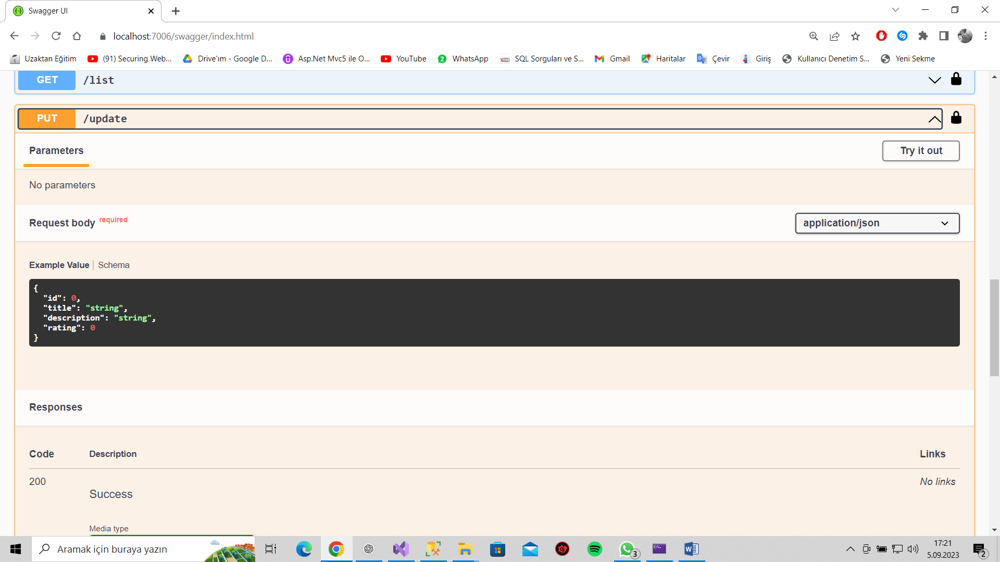 Swagger UI
localhost:7006/swagger/index.html
Uzaktan Eğitim
(91) Securing Web...
Drive'ım - Google D...
Asp.Net Mvc5 ile O...
YouTube
WhatsApp
SQL Sorguları ve S...
Gmail
Haritalar
Çevir
Giriş
Kullanıcı Denetim S...
Yeni Sekme
GET /list
PUT /update
Parameters
Try it out
No parameters
Request body required
application/json
Example Value | Schema
{
"id": 0,
"title": "string",
"description": "string",
"rating": 0
}
Responses
Code Description Links
200 Success No links
Media type
Aramak için buraya yazın
3
17:21
5.09.2023
2